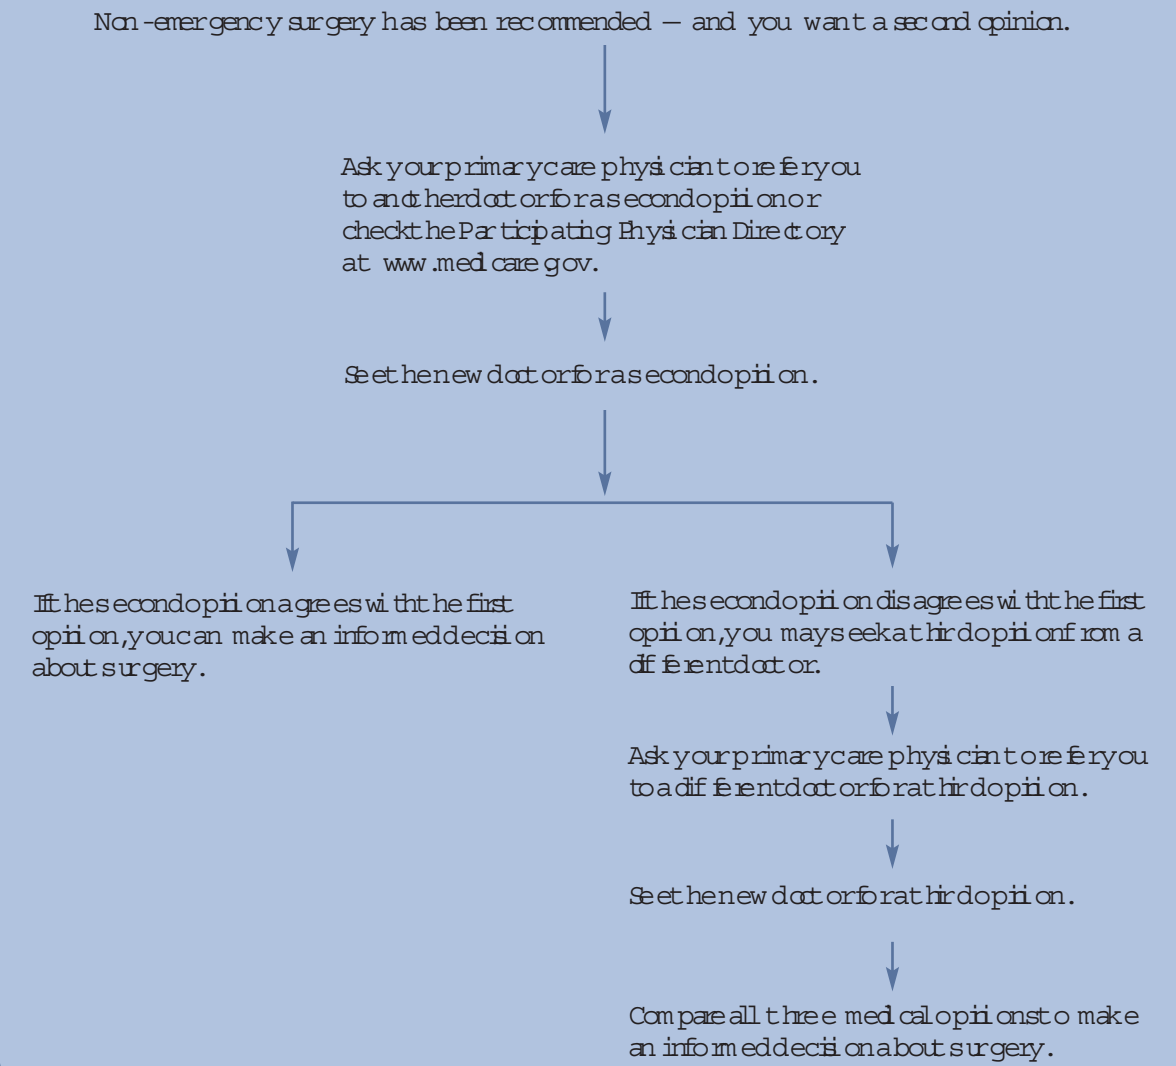 Non-emergency surgery has been recommended — and you want a second opinion.
Ask your primary care physician to refer you
to another doctor for a second opinion or
check the Participating Physician Directory
at www.medicare.gov.
See the new doctor for a second opinion.
If the second opinion agrees with the first
opinion, you can make an informed decision
about surgery.
If the second opinion disagrees with the first
opinion, you may seek a third opinion from a
different doctor.
Ask your primary care physician to refer you
to a different doctor for a third opinion.
See the new doctor for a third opinion.
Compare all three medical opinions to make
an informed decision about surgery.